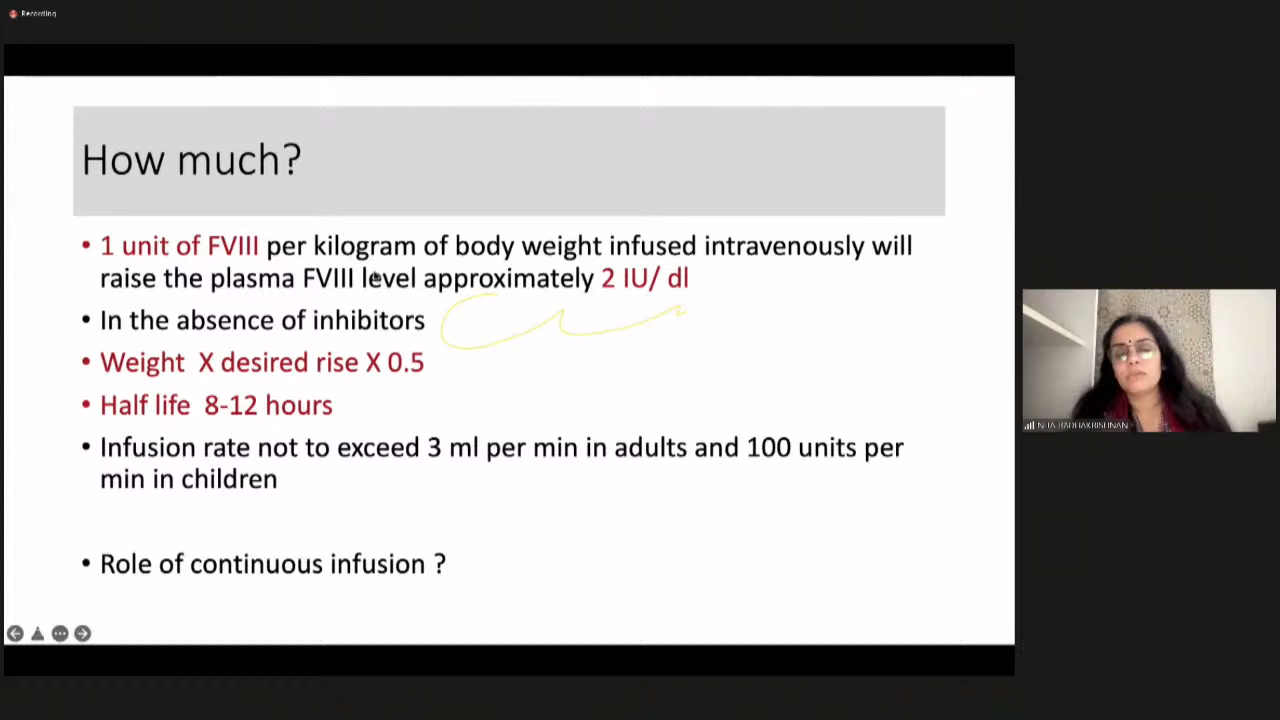 Recording
How much?
• 1 unit of FVIII per kilogram of body weight infused intravenously will
raise the plasma FVIII level approximately 2 IU/ dl
• In the absence of inhibitors
• Weight X desired rise X 0.5
• Half life 8-12 hours
• Infusion rate not to exceed 3 ml per min in adults and 100 units per
min in children
• Role of continuous infusion ?
RADHAKRISHNAN